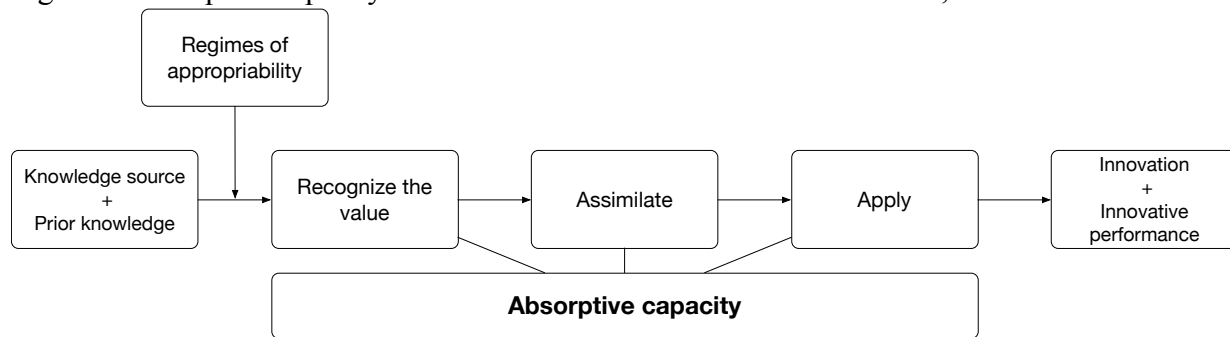 Regimes of
appropriability
Knowledge source
+
Prior knowledge
Recognize the
value
Assimilate
Apply
Innovation
+
Innovative
performance
Absorptive capacity